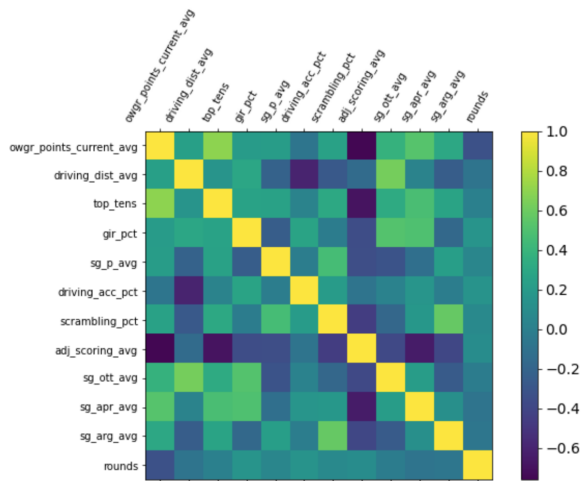 owgr_points_current_avg
driving_dist_avg
top_tens
gir_pct
sg_p_avg
driving_acc_pct
scrambling_pct
adj_scoring_avg
sg_ott_avg
sg_apr_avg
sg_arg_avg
rounds
owgr_points_current_avg
driving_dist_avg
top_tens
gir_pct
sg_p_avg
driving_acc_pct
scrambling_pct
adj_scoring_avg
sg_ott_avg
sg_apr_avg
sg_arg_avg
rounds
1.0
0.8
0.6
0.4
0.2
0.0
−0.2
−0.4
−0.6